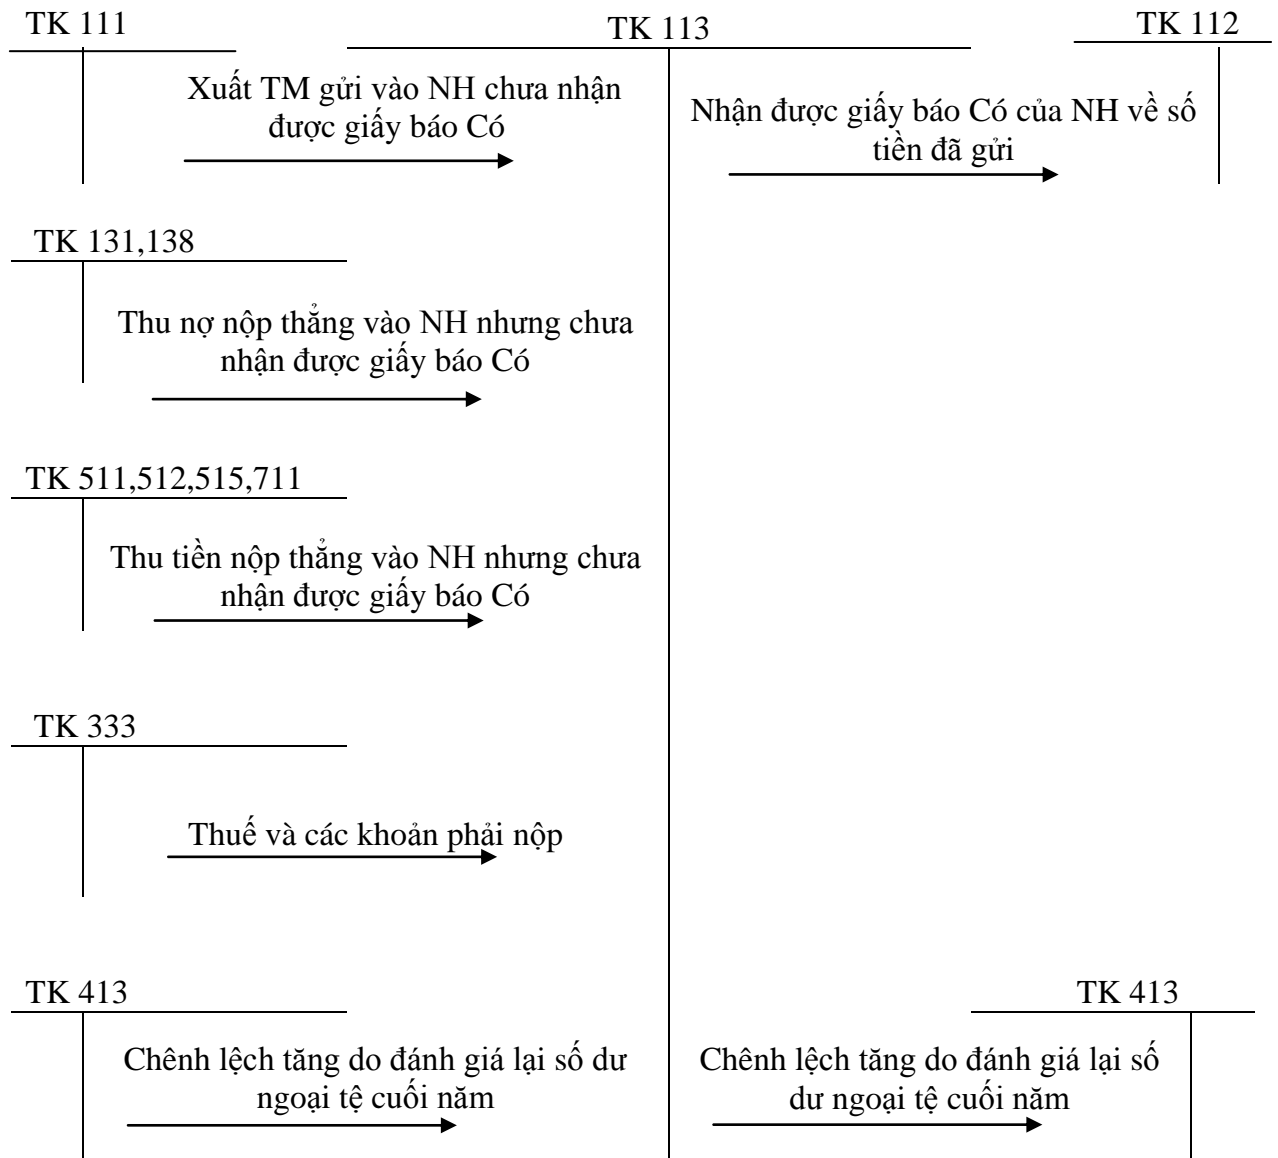 TK 111
TK 113
TK 112
Xuất TM gửi vào NH chưa nhận
được giấy báo Có
Nhận được giấy báo Có của NH về số
tiền đã gửi
TK 131,138
Thu nợ nộp thẳng vào NH nhưng chưa
nhận được giấy báo Có
TK 511,512,515,711
Thu tiền nộp thẳng vào NH nhưng chưa
nhận được giấy báo Có
TK 333
Thuế và các khoản phải nộp
TK 413
TK 413
Chênh lệch tăng do đánh giá lại số dư
ngoại tệ cuối năm
Chênh lệch tăng do đánh giá lại số
dư ngoại tệ cuối năm